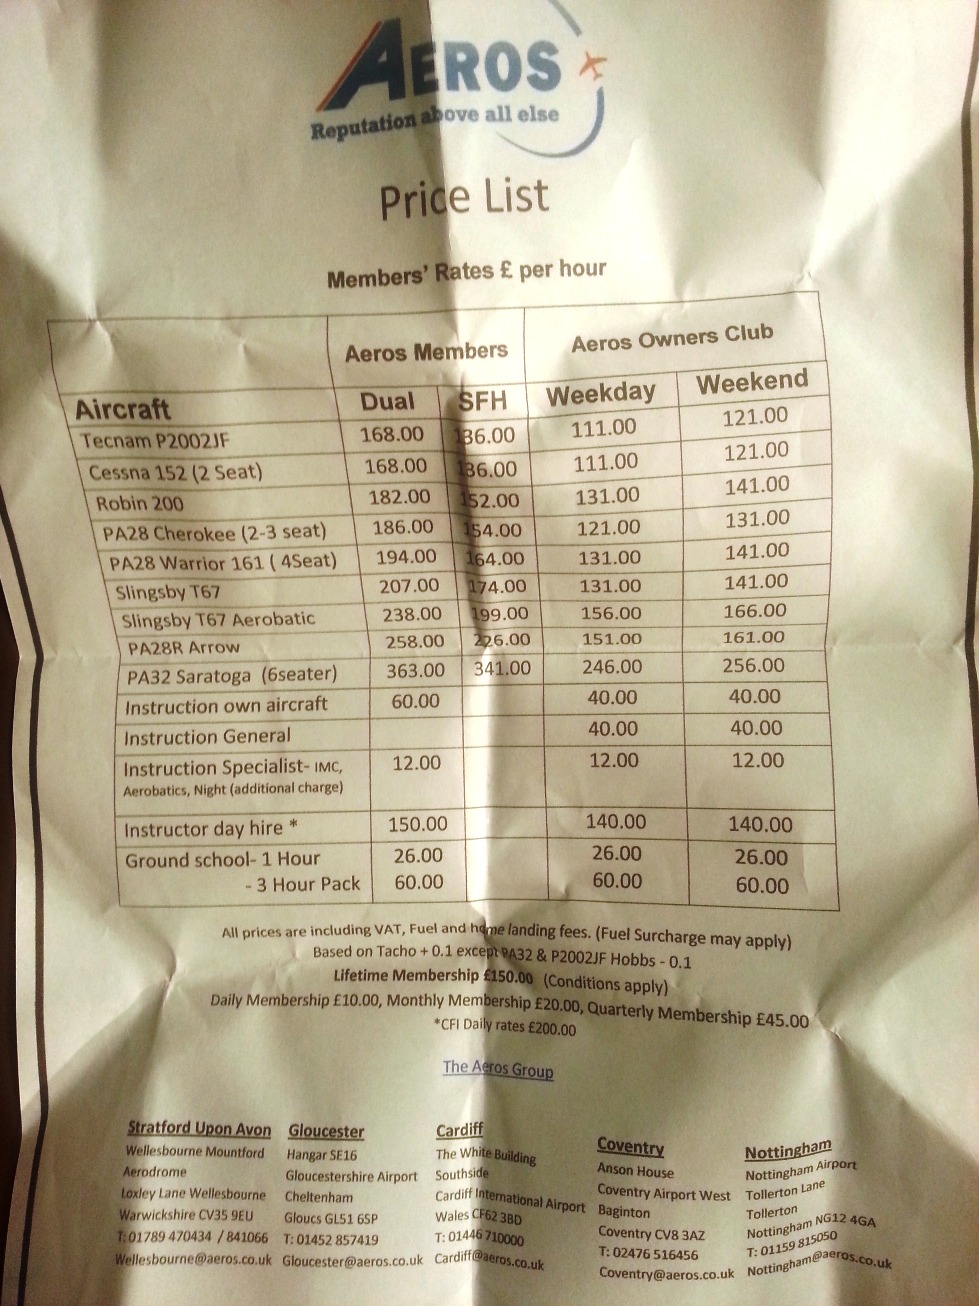 AEROS
Reputation above all else
Price List
Members' Rates £ per hour
Aeros Members Aeros Owners Club
Aircraft Dual SFH Weekday Weekend
Tecnam P2002JF 168.00 136.00 111.00 121.00
Cessna 152 (2 Seat) 168.00 136.00 111.00 121.00
Robin 200 182.00 152.00 131.00 141.00
PA28 Cherokee (2-3 seat) 186.00 154.00 121.00 131.00
PA28 Warrior 161 ( 4Seat) 194.00 164.00 131.00 141.00
Slingsby T67 207.00 174.00 131.00 141.00
Slingsby T67 Aerobatic 238.00 199.00 156.00 166.00
PA28R Arrow 258.00 226.00 151.00 161.00
PA32 Saratoga (6seater) 363.00 341.00 246.00 256.00
Instruction own aircraft 60.00 40.00 40.00
Instruction General 40.00 40.00
Instruction Specialist- IMC, 12.00 12.00 12.00
Aerobatics, Night (additional charge)
Instructor day hire * 150.00 140.00 140.00
Ground school- 1 Hour 26.00 26.00 26.00
- 3 Hour Pack 60.00 60.00 60.00
All prices are including VAT, Fuel and home landing fees. (Fuel Surcharge may apply)
Based on Tacho + 0.1 except PA32 & P2002JF Hobbs - 0.1
Lifetime Membership £150.00 (Conditions apply)
Daily Membership £10.00, Monthly Membership £20.00, Quarterly Membership £45.00
*CFI Daily rates £200.00
The Aeros Group
Stratford Upon Avon
Wellesbourne Mountford
Aerodrome
Loxley Lane Wellesbourne
Warwickshire CV35 9EU
T: 01789 470434 / 841066
Wellesbourne@aeros.co.uk
Gloucester
Hangar SE16
Gloucestershire Airport
Cheltenham
Gloucs GL51 6SP
T: 01452 857419
Gloucester@aeros.co.uk
Cardiff
The White Building
Southside
Cardiff International Airport
Wales CF62 3BD
T: 01446 710000
Cardiff@aeros.co.uk
Coventry
Anson House
Coventry Airport West
Baginton
Coventry CV8 3AZ
T: 02476 516456
Coventry@aeros.co.uk
Nottingham
Nottingham Airport
Tollerton Lane
Tollerton
Nottingham NG12 4GA
T: 01159 815050
Nottingham@aeros.co.uk